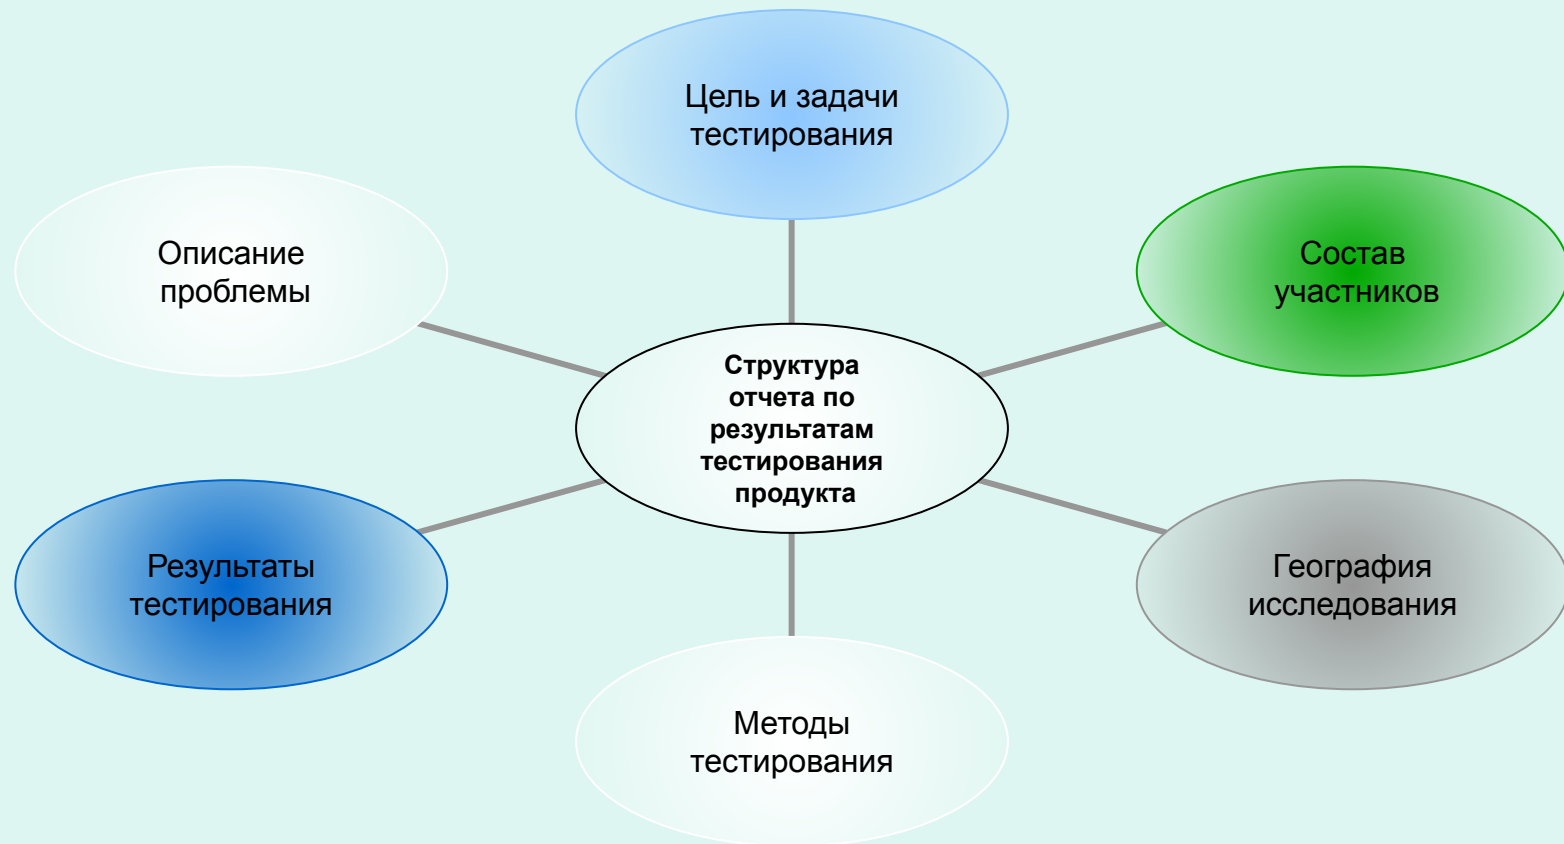 Цель и задачи
тестирования
Описание
проблемы
Состав
участников
Структура
отчета по
результатам
тестирования
продукта
Результаты
тестирования
География
исследования
Методы
тестирования